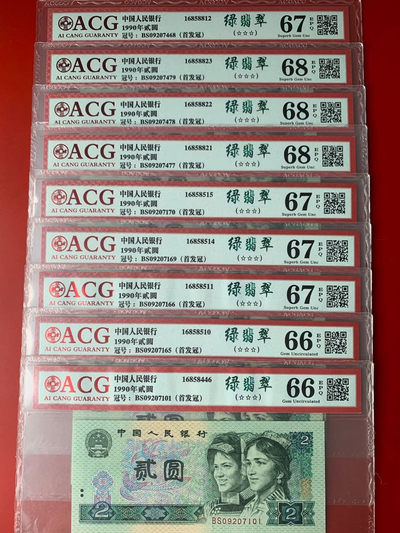 ACG 中国人民银行 16858812 绿翡翠 67 EPQ
AI CANG GUARANTY 1990年贰圆 (☆☆☆) Superb Gem Unc
冠号: BS09207468 (首发冠)
ACG 中国人民银行 16858823 绿翡翠 68 EPQ
AI CANG GUARANTY 1990年贰圆 (☆☆☆) Superb Gem Unc
冠号: BS09207479 (首发冠)
ACG 中国人民银行 16858822 绿翡翠 68 EPQ
AI CANG GUARANTY 1990年贰圆 (☆☆☆) Superb Gem Unc
冠号: BS09207478 (首发冠)
ACG 中国人民银行 16858821 绿翡翠 68 EPQ
AI CANG GUARANTY 1990年贰圆 (☆☆☆) Superb Gem Unc
冠号: BS09207477 (首发冠)
ACG 中国人民银行 16858515 绿翡翠 67 EPQ
AI CANG GUARANTY 1990年贰圆 (☆☆☆) Superb Gem Unc
冠号: BS09207170 (首发冠)
ACG 中国人民银行 16858514 绿翡翠 67 EPQ
AI CANG GUARANTY 1990年贰圆 (☆☆☆) Superb Gem Unc
冠号: BS09207169 (首发冠)
ACG 中国人民银行 16858511 绿翡翠 67 EPQ
AI CANG GUARANTY 1990年贰圆 (☆☆☆) Superb Gem Unc
冠号: BS09207166 (首发冠)
ACG 中国人民银行 16858510 绿翡翠 66 EPQ
AI CANG GUARANTY 1990年贰圆 (☆☆☆) Gem Uncirculated
冠号: BS09207165 (首发冠)
ACG 中国人民银行 16858446 绿翡翠 66 EPQ
AI CANG GUARANTY 1990年贰圆 (☆☆☆) Gem Uncirculated
冠号: BS09207101 (首发冠)
中国人民银行 2
贰圆
BS09207101
2 2